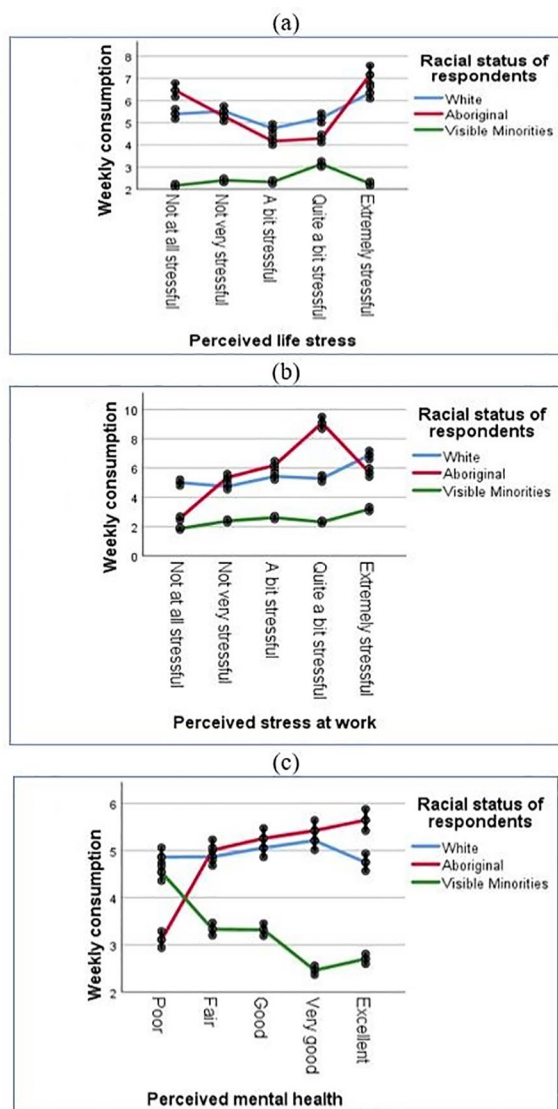 (a)
8
7
6
5
4
3
2
Weekly consumption
Not at all stressful
Not very stressful
A bit stressful
Quite a bit stressful
Extremely stressful
Perceived life stress
Racial status of
respondents
White
Aboriginal
Visible Minorities
(b)
10
8
6
4
2
0
Weekly consumption
Not at all stressful
Not very stressful
A bit stressful
Quite a bit stressful
Extremely stressful
Perceived stress at work
Racial status of
respondents
White
Aboriginal
Visible Minorities
(c)
6
5
4
3
2
Weekly consumption
Poor
Fair
Good
Very good
Excellent
Perceived mental health
Racial status of
respondents
White
Aboriginal
Visible Minorities